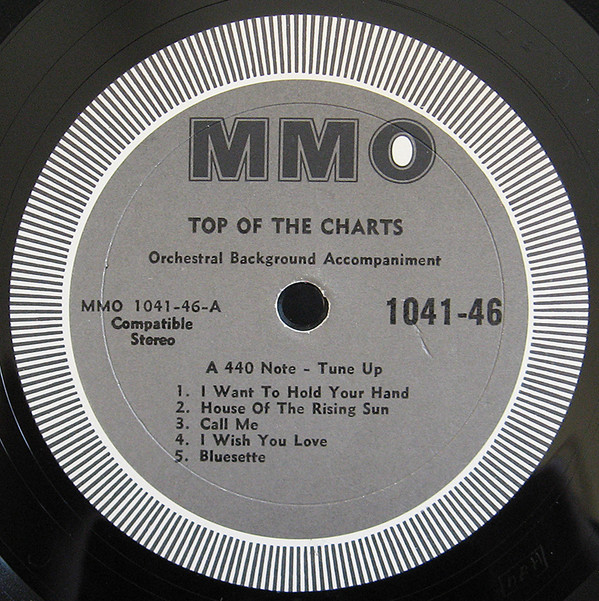 MMO
TOP OF THE CHARTS
Orchestral Background Accompaniment
MMO 1041-46-A
Compatible
Stereo
1041-46
A 440 Note - Tune Up
1. I Want To Hold Your Hand
2. House Of The Rising Sun
3. Call Me
4. I Wish You Love
5. Bluesette